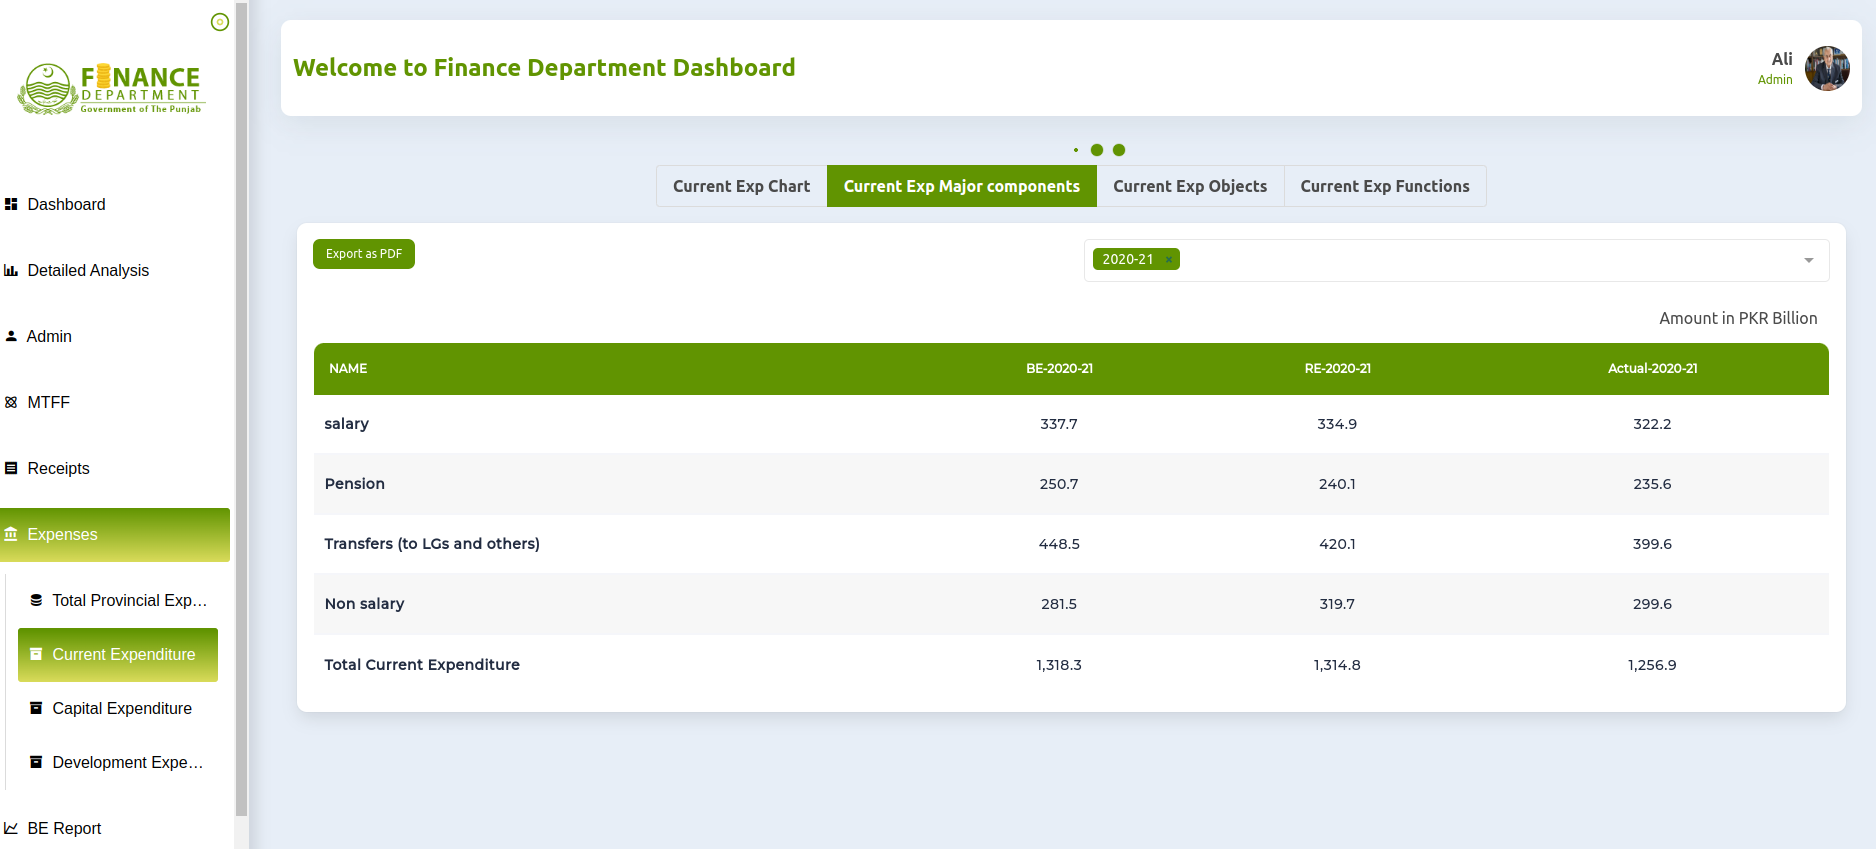 FINANCE
DEPARTMENT
Government of The Punjab
Dashboard
Detailed Analysis
Admin
MTFF
Receipts
Expenses
Total Provincial Exp...
Current Expenditure
Capital Expenditure
Development Expe...
BE Report
Welcome to Finance Department Dashboard
Ali
Admin
Current Exp Chart Current Exp Major components Current Exp Objects Current Exp Functions
Export as PDF 2020-21 ×
Amount in PKR Billion
NAME BE-2020-21 RE-2020-21 Actual-2020-21
salary 337.7 334.9 322.2
Pension 250.7 240.1 235.6
Transfers (to LGs and others) 448.5 420.1 399.6
Non salary 281.5 319.7 299.6
Total Current Expenditure 1,318.3 1,314.8 1,256.9